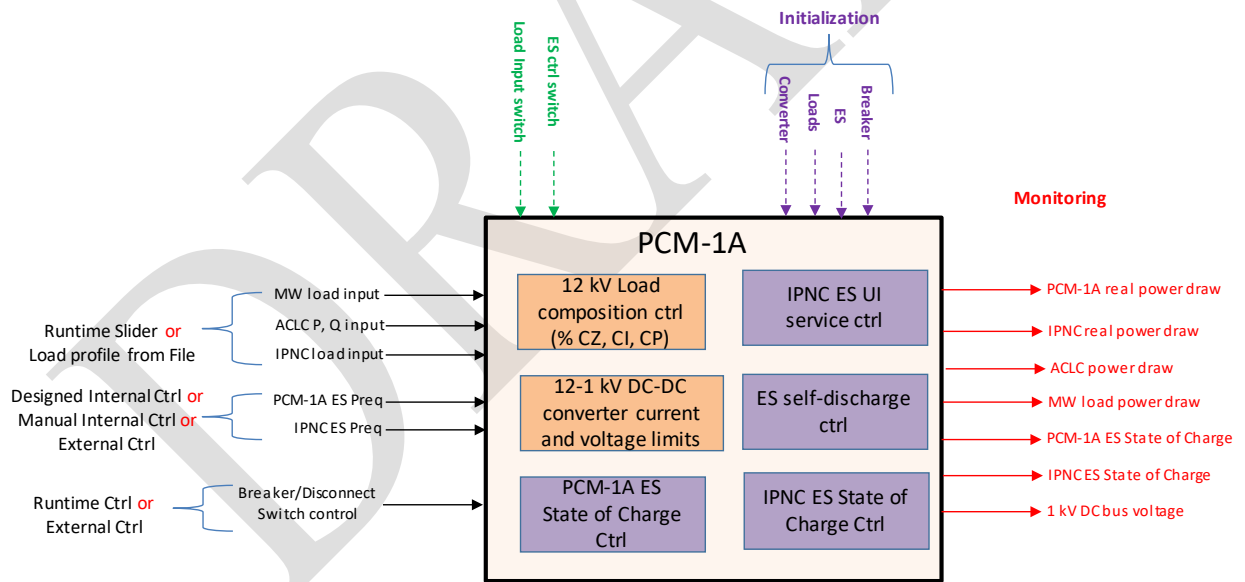 Initialization
Load Input switch
ES ctrl switch
Converter
Loads
ES
Breaker
Monitoring
PCM-1A
MW load input
ACLC P, Q input
IPNC load input
Runtime Slider or
Load profile from File
Designed Internal Ctrl or
Manual Internal Ctrl or
External Ctrl
PCM-1A ES Preq
IPNC ES Preq
Runtime Ctrl or
External Ctrl
Breaker/Disconnect
Switch control
12 kV Load
composition ctrl
(% CZ, CI, CP)
IPNC ES UI
service ctrl
12-1 kV DC-DC
converter current
and voltage limits
ES self-discharge
ctrl
PCM-1A ES
State of Charge
Ctrl
IPNC ES State of
Charge Ctrl
PCM-1A real power draw
IPNC real power draw
ACLC power draw
MW load power draw
PCM-1A ES State of Charge
IPNC ES State of Charge
1 kV DC bus voltage